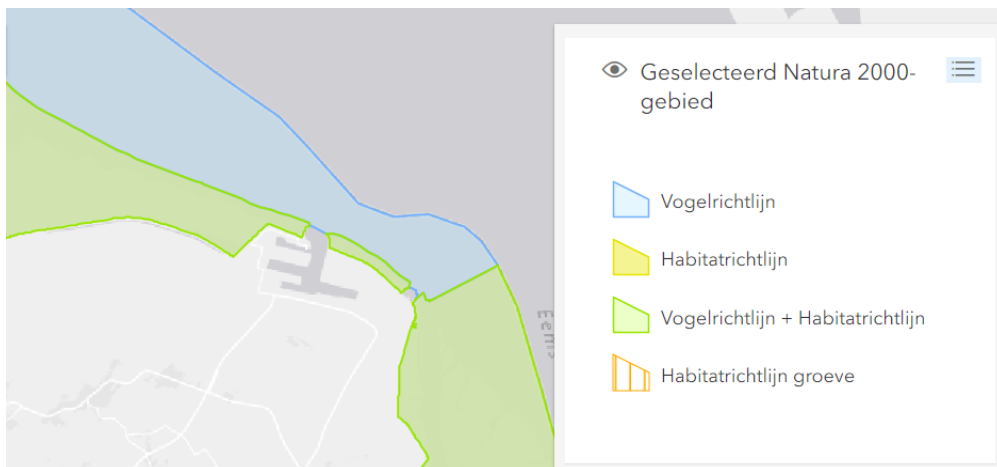 Geselecteerd Natura 2000-
gebied
Vogelrichtlijn
Habitatrichtlijn
Vogelrichtlijn + Habitatrichtlijn
Habitatrichtlijn groeve